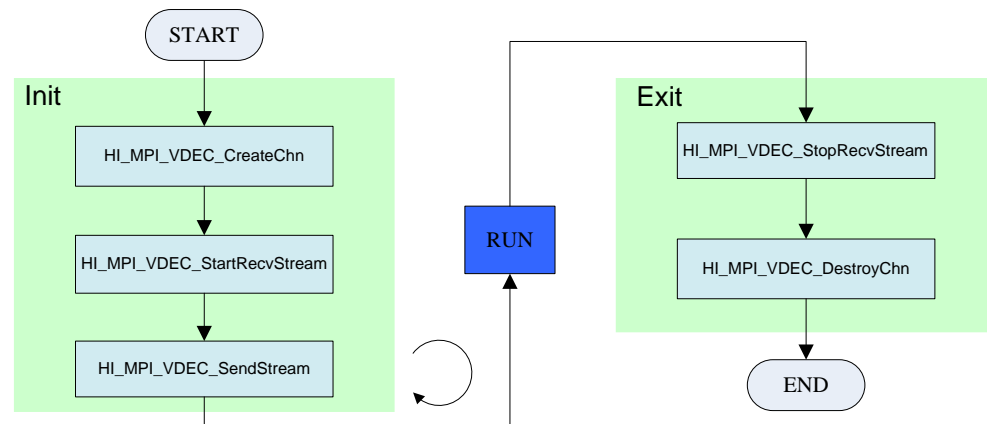 START
Init
HI_MPI_VDEC_CreateChn
HI_MPI_VDEC_StartRecvStream
HI_MPI_VDEC_SendStream
RUN
Exit
HI_MPI_VDEC_StopRecvStream
HI_MPI_VDEC_DestroyChn
END